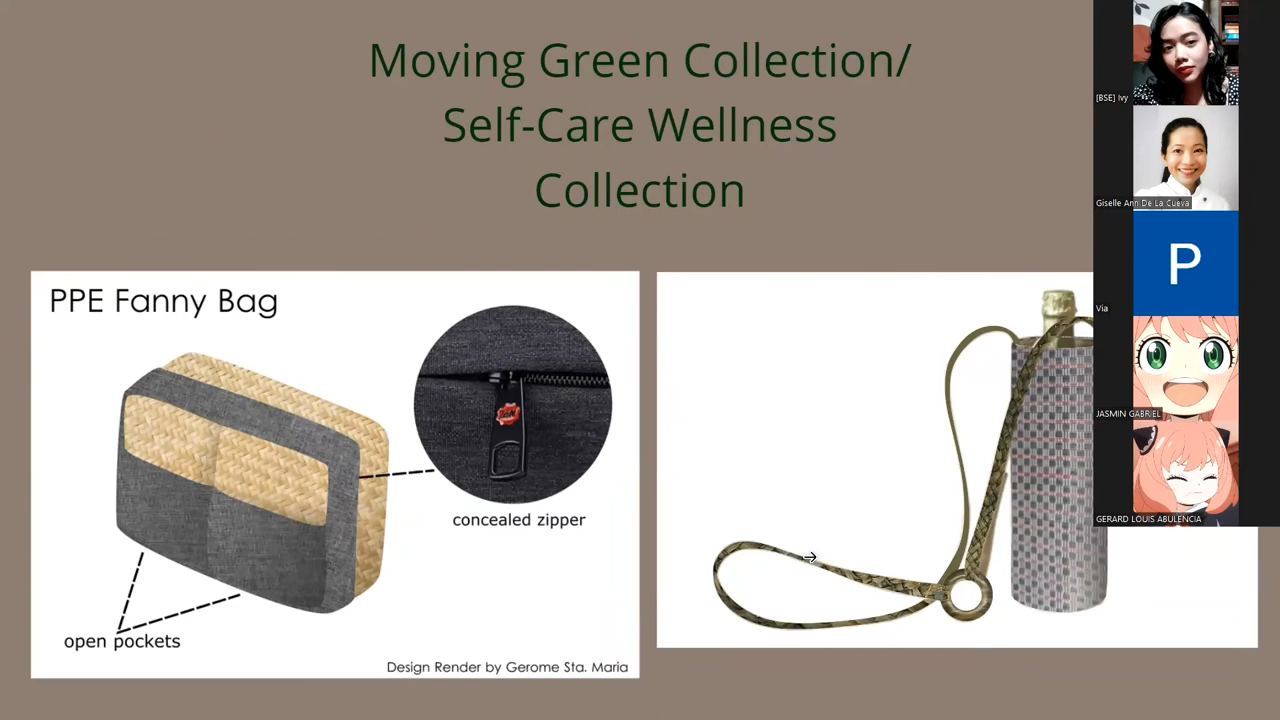 Moving Green Collection/
Self-Care Wellness
Collection
PPE Fanny Bag
concealed zipper
open pockets
Design Render by Gerome Sta. Maria
[BSE] Ivy
Giselle Ann De La Cueva
P
Via
JASMIN GABRIEL
GERARD LOUIS ABULENCIA